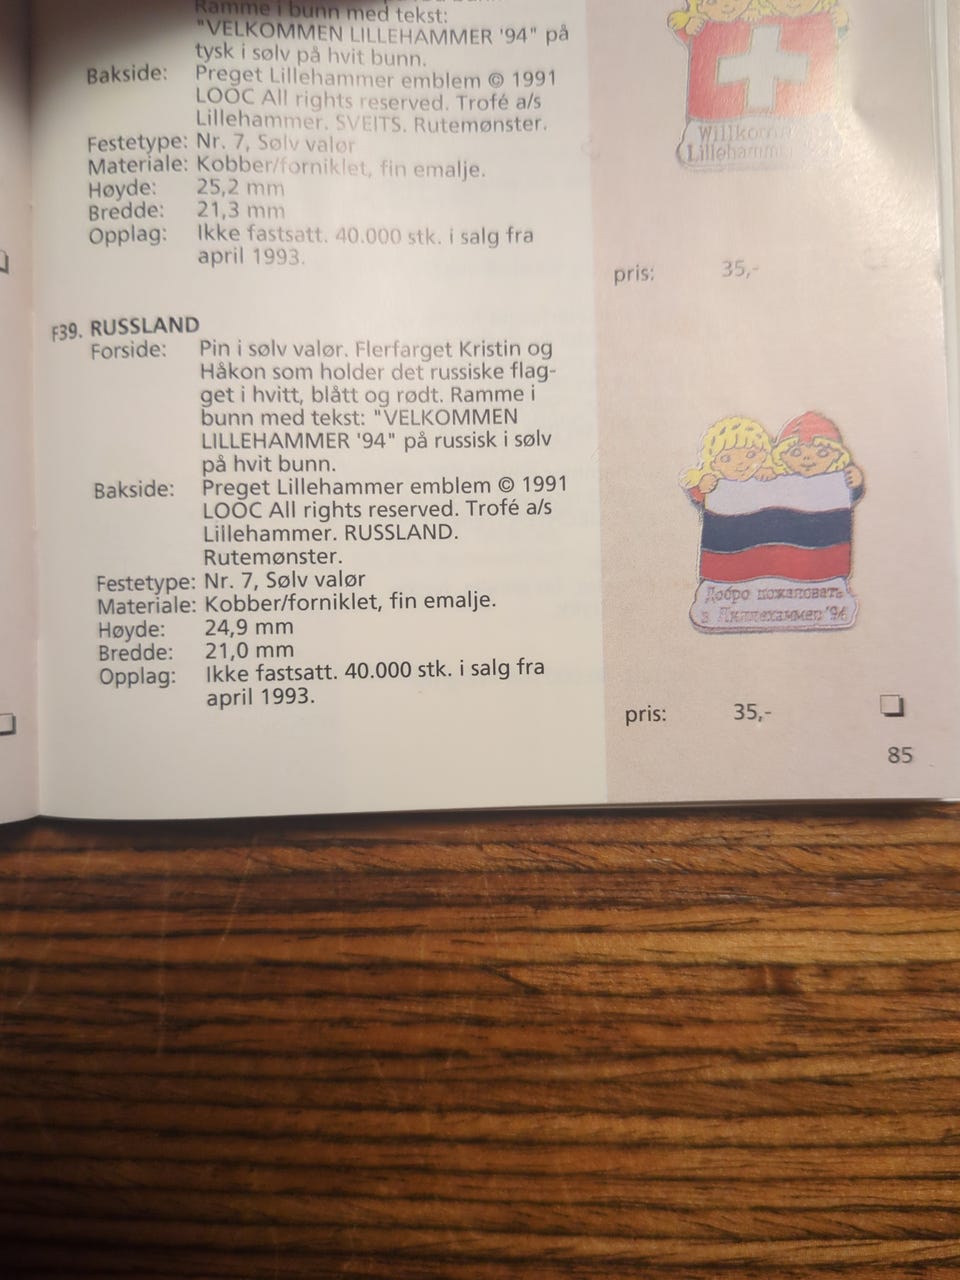 Ramme i bunn med tekst:
"VELKOMMEN LILLEHAMMER '94" på
tysk i sølv på hvit bunn.
Bakside: Preget Lillehammer emblem © 1991
LOOC All rights reserved. Trofé a/s
Lillehammer. SVEITS. Rutemønster.
Festetype: Nr. 7, Sølv valør
Materiale: Kobber/forniklet, fin emalje.
Høyde: 25,2 mm
Bredde: 21,3 mm
Opplag: Ikke fastsatt. 40.000 stk. i salg fra
april 1993.
Lillehamm
pris: 35,-
F39. RUSSLAND
Forside: Pin i sølv valør. Flerfarget Kristin og
Håkon som holder det russiske flag-
get i hvitt, blått og rødt. Ramme i
bunn med tekst: "VELKOMMEN
LILLEHAMMER '94" på russisk i sølv
på hvit bunn.
Bakside: Preget Lillehammer emblem © 1991
LOOC All rights reserved. Trofé a/s
Lillehammer. RUSSLAND.
Rutemønster.
Festetype: Nr. 7, Sølv valør
Materiale: Kobber/forniklet, fin emalje.
Høyde: 24,9 mm
Bredde: 21,0 mm
Opplag: Ikke fastsatt. 40.000 stk. i salg fra
april 1993.
Добро пожаловать
в Лиллехаммер '94
pris: 35,-
85